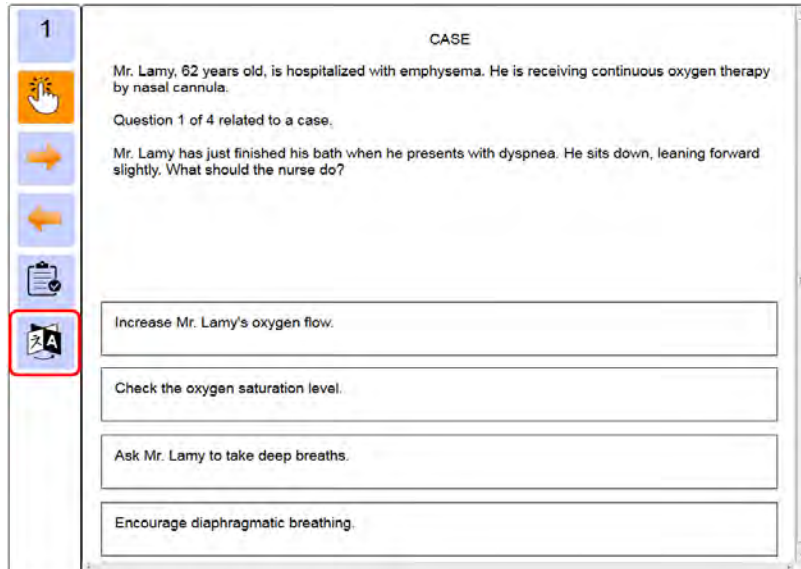 1
CASE
Mr. Lamy, 62 years old, is hospitalized with emphysema. He is receiving continuous oxygen therapy
by nasal cannula.
Question 1 of 4 related to a case.
Mr. Lamy has just finished his bath when he presents with dyspnea. He sits down, leaning forward
slightly. What should the nurse do?
Increase Mr. Lamy's oxygen flow.
Check the oxygen saturation level.
Ask Mr. Lamy to take deep breaths.
Encourage diaphragmatic breathing.